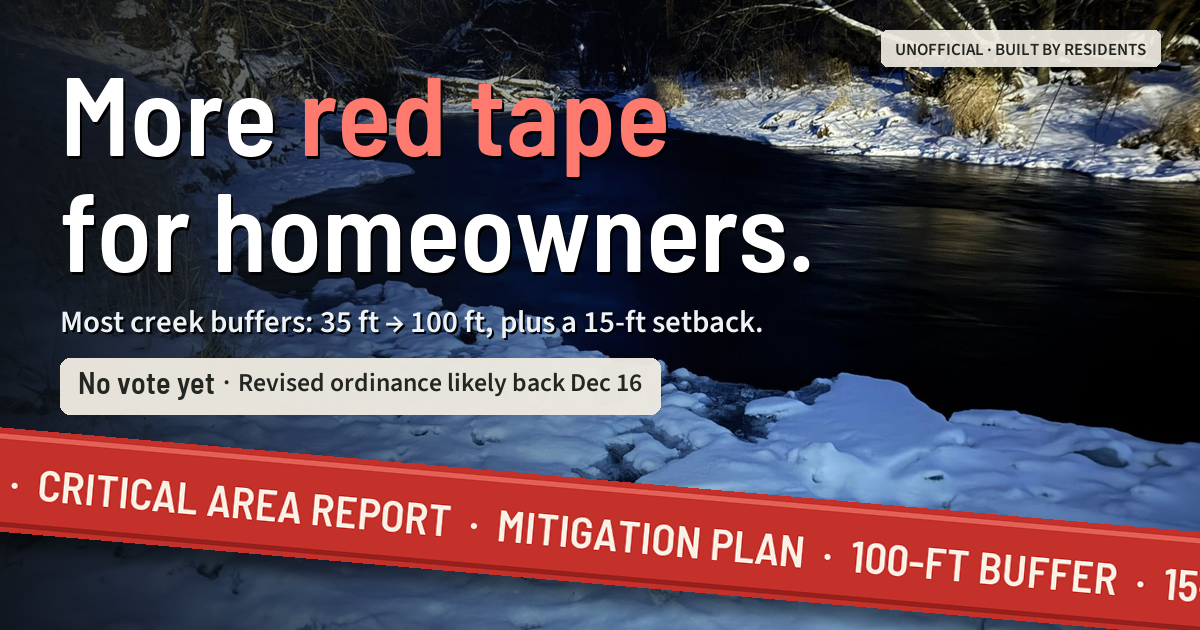 UNOFFICIAL · BUILT BY RESIDENTS
More red tape
for homeowners.
Most creek buffers: 35 ft → 100 ft, plus a 15-ft setback.
No vote yet · Revised ordinance likely back Dec 16
· CRITICAL AREA REPORT · MITIGATION PLAN · 100-FT BUFFER · 15-